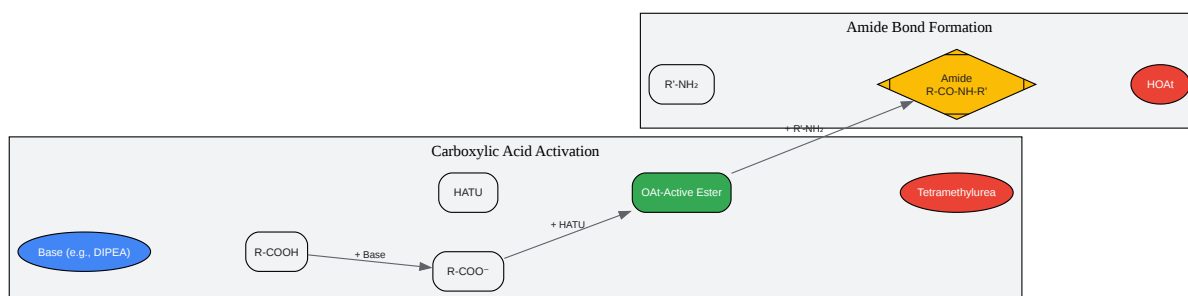 Amide Bond Formation
R'-NH₂
Amide
R-CO-NH-R'
HOAt
+ R'-NH₂
Carboxylic Acid Activation
HATU
OAt-Active Ester
Tetramethylurea
+ HATU
Base (e.g., DIPEA)
R-COOH
+ Base
R-COO⁻